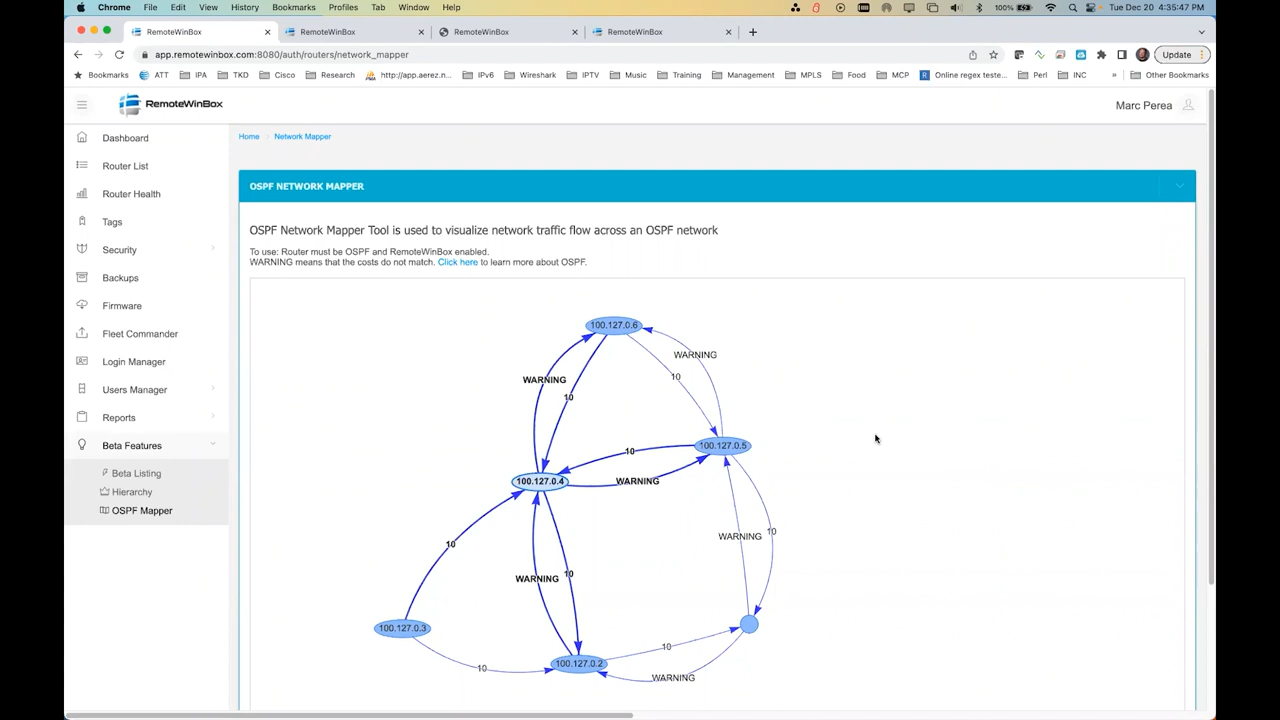 Chrome File Edit View History Bookmarks Profiles Tab Window Help 100% Tue Dec 20 4:35:47 PM
RemoteWinBox RemoteWinBox RemoteWinBox RemoteWinBox
app.remotewinbox.com:8080/auth/routers/network_mapper Update
Bookmarks ATT IPA TKD Cisco Research http://app.aerez.n... IPv6 Wireshark IPTV Music Training Management MPLS Food MCP Online regex teste... Perl INC » Other Bookmarks
RemoteWinBox Marc Perea
Dashboard
Router List
Router Health
Tags
Security
Backups
Firmware
Fleet Commander
Login Manager
Users Manager
Reports
Beta Features
Beta Listing
Hierarchy
OSPF Mapper
Home > Network Mapper
OSPF NETWORK MAPPER
OSPF Network Mapper Tool is used to visualize network traffic flow across an OSPF network
To use: Router must be OSPF and RemoteWinBox enabled.
WARNING means that the costs do not match. Click here to learn more about OSPF.
100.127.0.6
WARNING
10
WARNING
10
100.127.0.5
10
100.127.0.4
WARNING
WARNING
10
10
WARNING
10
100.127.0.3
10
100.127.0.2
10
WARNING